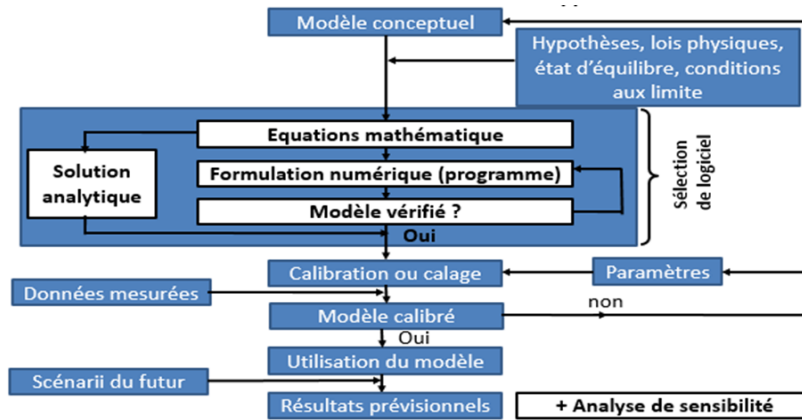 Modèle conceptuel
Hypothèses, lois physiques,
état d'équilibre, conditions
aux limite
Equations mathématique
Solution
analytique
Formulation numérique (programme)
Modèle vérifié ?
Oui
Sélection
de logiciel
Calibration ou calage
Paramètres
Données mesurées
Modèle calibré
non
Oui
Utilisation du modèle
Scénarii du futur
Résultats prévisionnels
+ Analyse de sensibilité